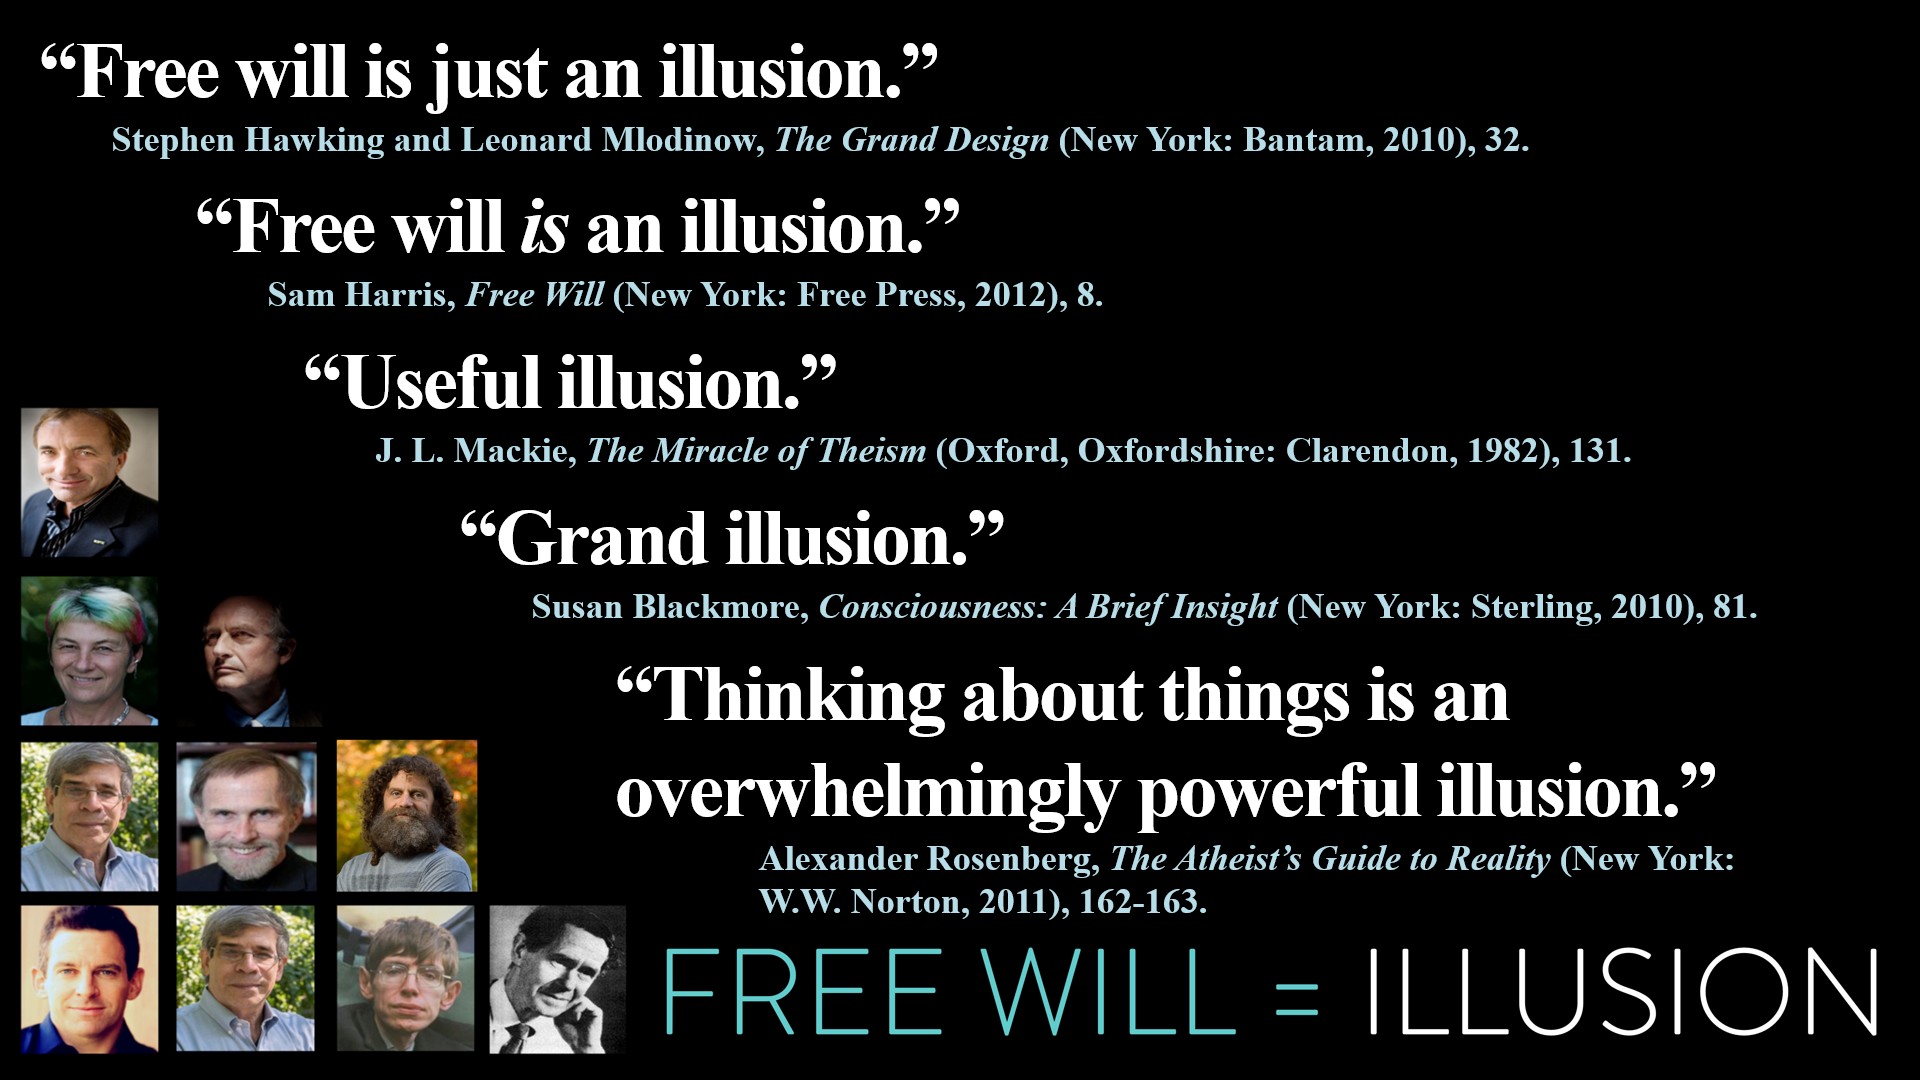 “Free will is just an illusion.”
Stephen Hawking and Leonard Mlodinow, The Grand Design (New York: Bantam, 2010), 32.
“Free will is an illusion.”
Sam Harris, Free Will (New York: Free Press, 2012), 8.
“Useful illusion.”
J. L. Mackie, The Miracle of Theism (Oxford, Oxfordshire: Clarendon, 1982), 131.
“Grand illusion.”
Susan Blackmore, Consciousness: A Brief Insight (New York: Sterling, 2010), 81.
“Thinking about things is an
overwhelmingly powerful illusion.”
Alexander Rosenberg, The Atheist’s Guide to Reality (New York:
W.W. Norton, 2011), 162-163.
FREE WILL = ILLUSION